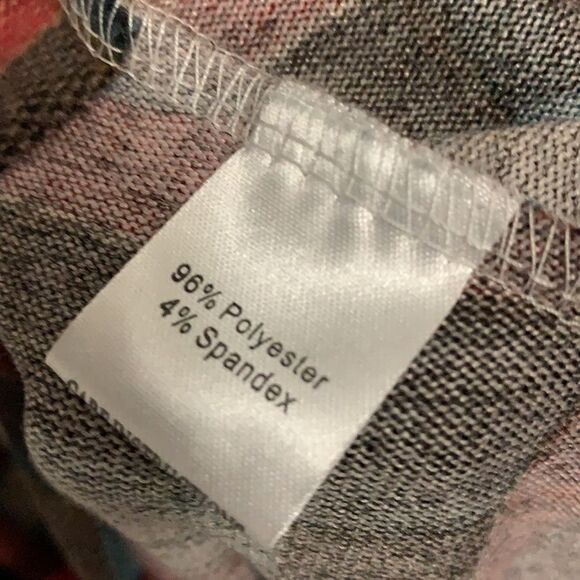 96% Polyester
4% Spandex